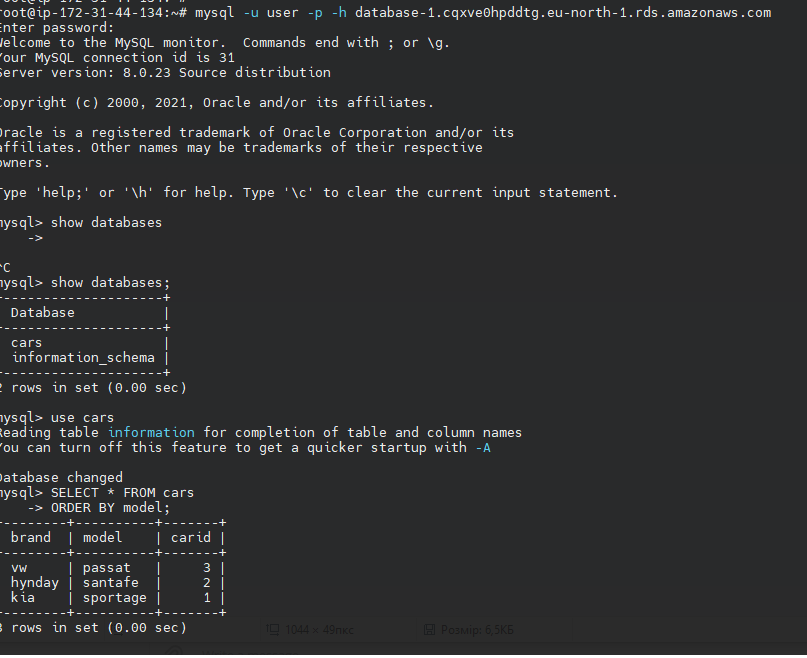 root@ip-172-31-44-134:~# mysql -u user -p -h database-1.cqxve0hpddtg.eu-north-1.rds.amazonaws.com
Enter password:
Welcome to the MySQL monitor.  Commands end with ; or \g.
Your MySQL connection id is 31
Server version: 8.0.23 Source distribution
Copyright (c) 2000, 2021, Oracle and/or its affiliates.
Oracle is a registered trademark of Oracle Corporation and/or its
affiliates. Other names may be trademarks of their respective
owners.
Type 'help;' or '\h' for help. Type '\c' to clear the current input statement.
mysql> show databases
    ->
^C
mysql> show databases;
+--------------------+
| Database           |
+--------------------+
| cars               |
| information_schema |
+--------------------+
2 rows in set (0.00 sec)
mysql> use cars
Reading table information for completion of table and column names
You can turn off this feature to get a quicker startup with -A
Database changed
mysql> SELECT * FROM cars
    -> ORDER BY model;
+--------+----------+-------+
| brand  | model    | carid |
+--------+----------+-------+
| vw     | passat   |     3 |
| hynday | santafe  |     2 |
| kia    | sportage |     1 |
+--------+----------+-------+
3 rows in set (0.00 sec)
1044 × 49пкс
Розмір: 6,5КБ